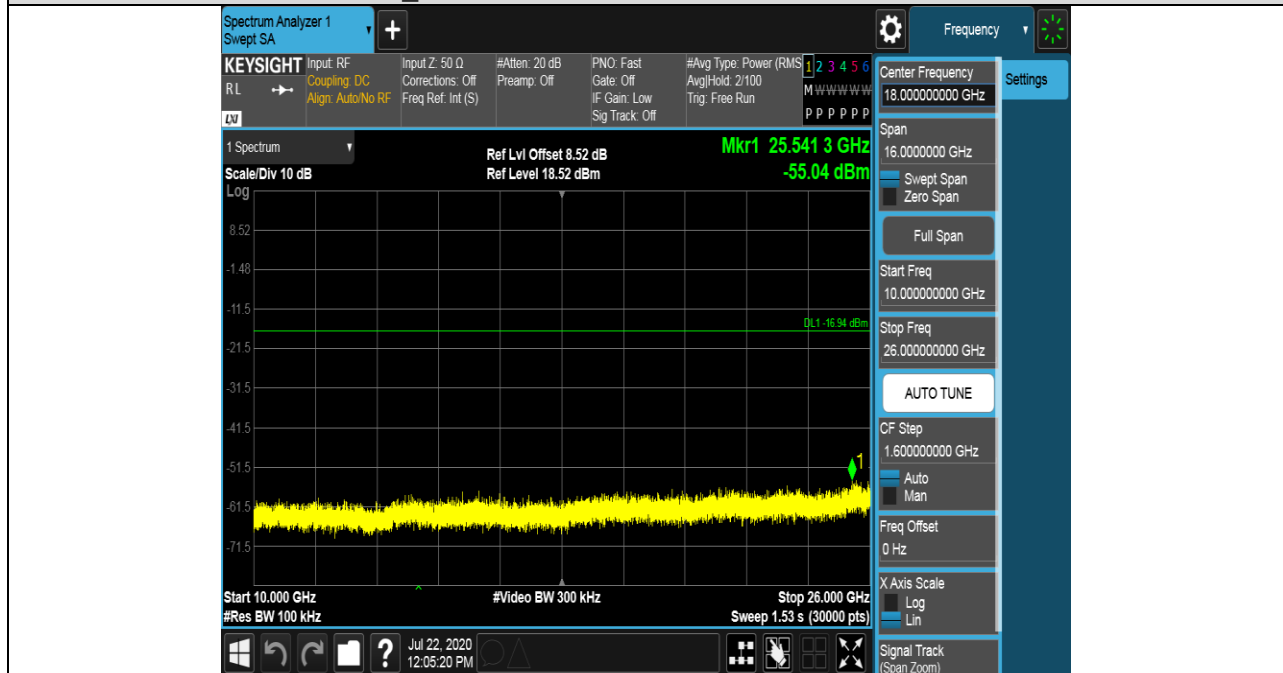 Spectrum Analyzer 1
Swept SA
+
Frequency
KEYSIGHT
RL
LXI
Input: RF
Coupling: DC
Align: Auto/No RF
Input Z: 50 Ω
Corrections: Off
Freq Ref: Int (S)
#Atten: 20 dB
Preamp: Off
PNO: Fast
Gate: Off
IF Gain: Low
Sig Track: Off
#Avg Type: Power (RMS
Avg|Hold: 2/100
Trig: Free Run
1 2 3 4 5 6
M W W W W W
P P P P P P
Center Frequency
18.000000000 GHz
Settings
Span
16.0000000 GHz
Swept Span
Zero Span
Full Span
Start Freq
10.000000000 GHz
Stop Freq
26.000000000 GHz
AUTO TUNE
CF Step
1.600000000 GHz
Auto
Man
Freq Offset
0 Hz
X Axis Scale
Log
Lin
Signal Track
(Span Zoom)
1 Spectrum
Scale/Div 10 dB
Ref Lvl Offset 8.52 dB
Ref Level 18.52 dBm
Mkr1 25.541 3 GHz
-55.04 dBm
Log
8.52
-1.48
-11.5
DL1 -16.94 dBm
-21.5
-31.5
-41.5
-51.5
1
-61.5
-71.5
Start 10.000 GHz
#Res BW 100 kHz
#Video BW 300 kHz
Stop 26.000 GHz
Sweep 1.53 s (30000 pts)
?
Jul 22, 2020
12:05:20 PM